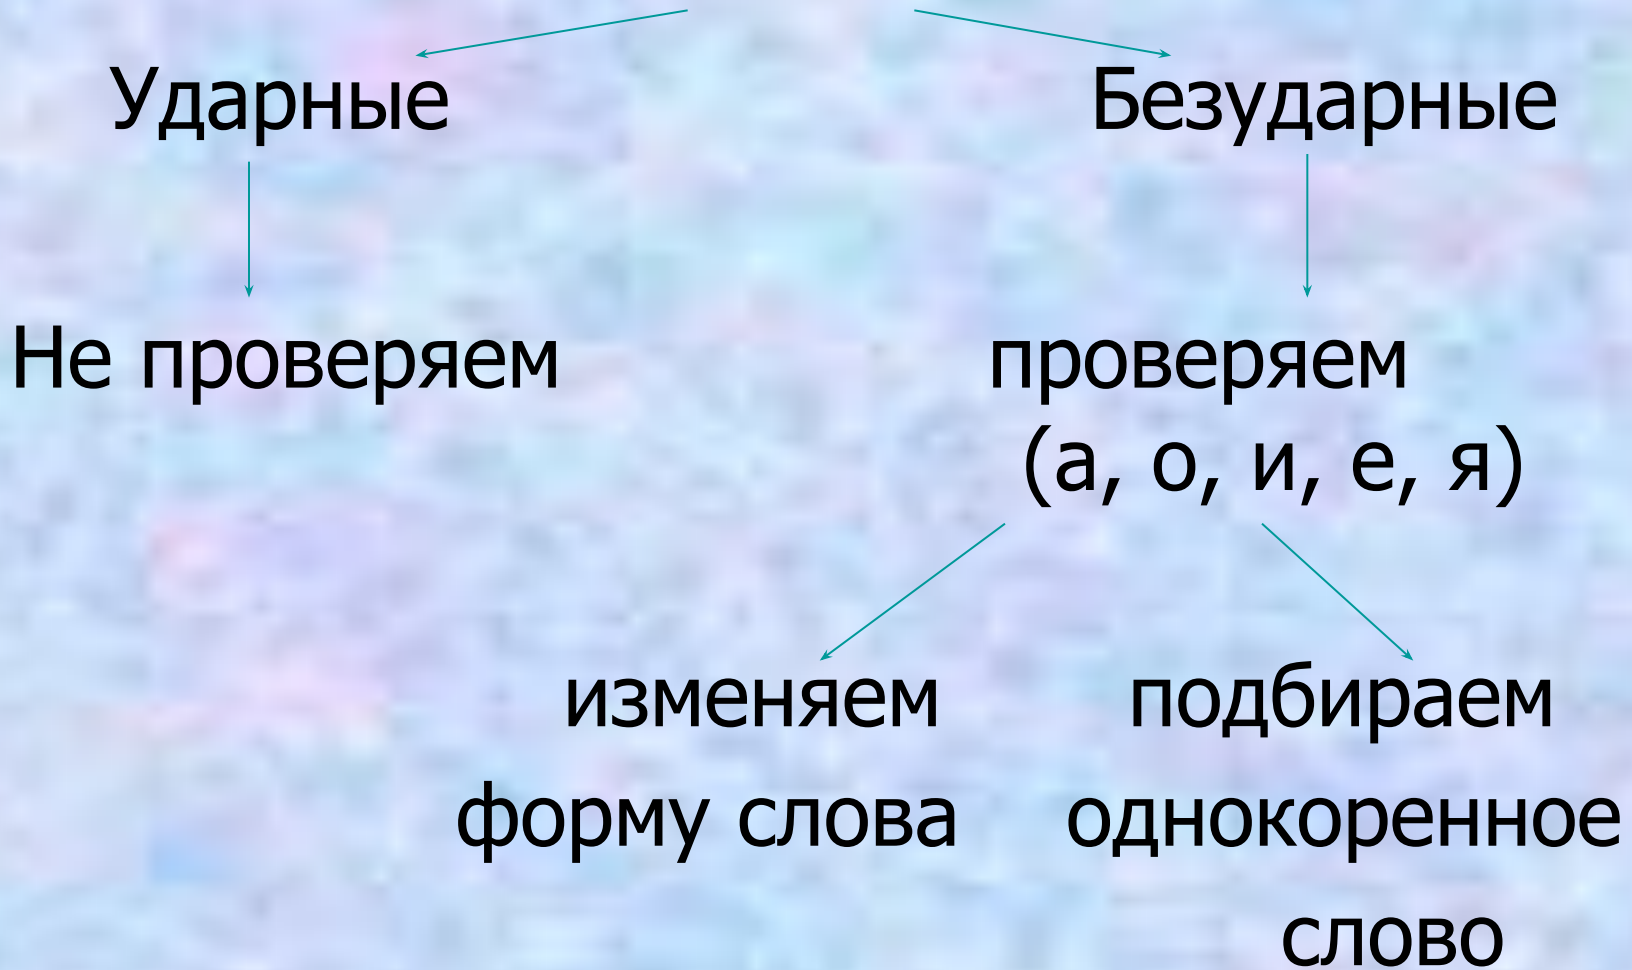 Ударные Безударные
Не проверяем проверяем
(а, о, и, е, я)
изменяем подбираем
форму слова однокоренное
слово